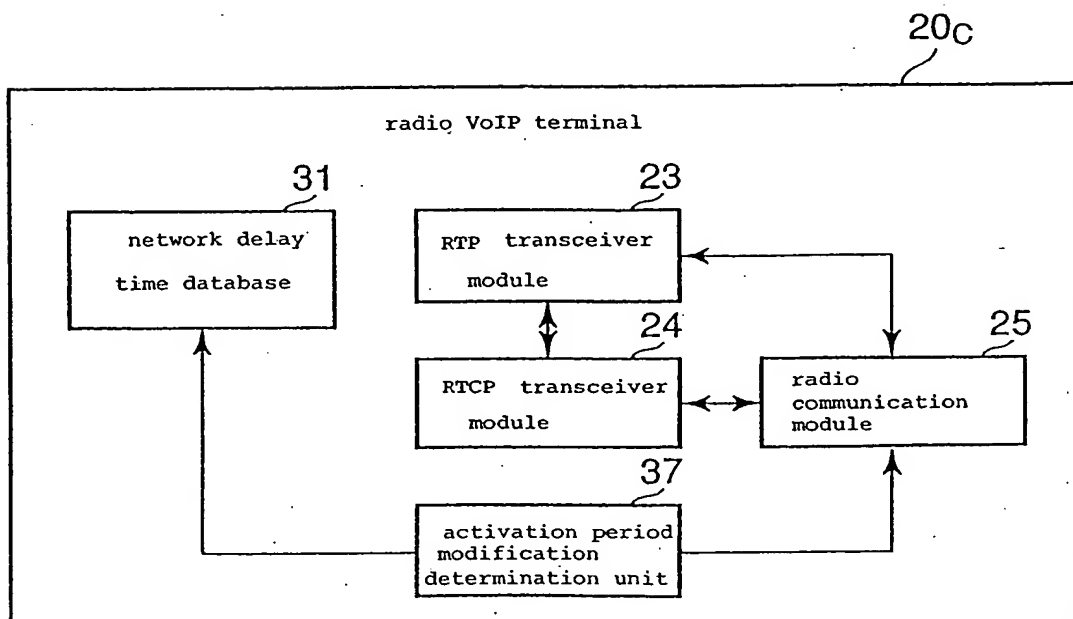 20C
radio VoIP terminal
31
network delay
time database
23
RTP transceiver
module
24
RTCP transceiver
module
25
radio
communication
module
37
activation period
modification
determination unit